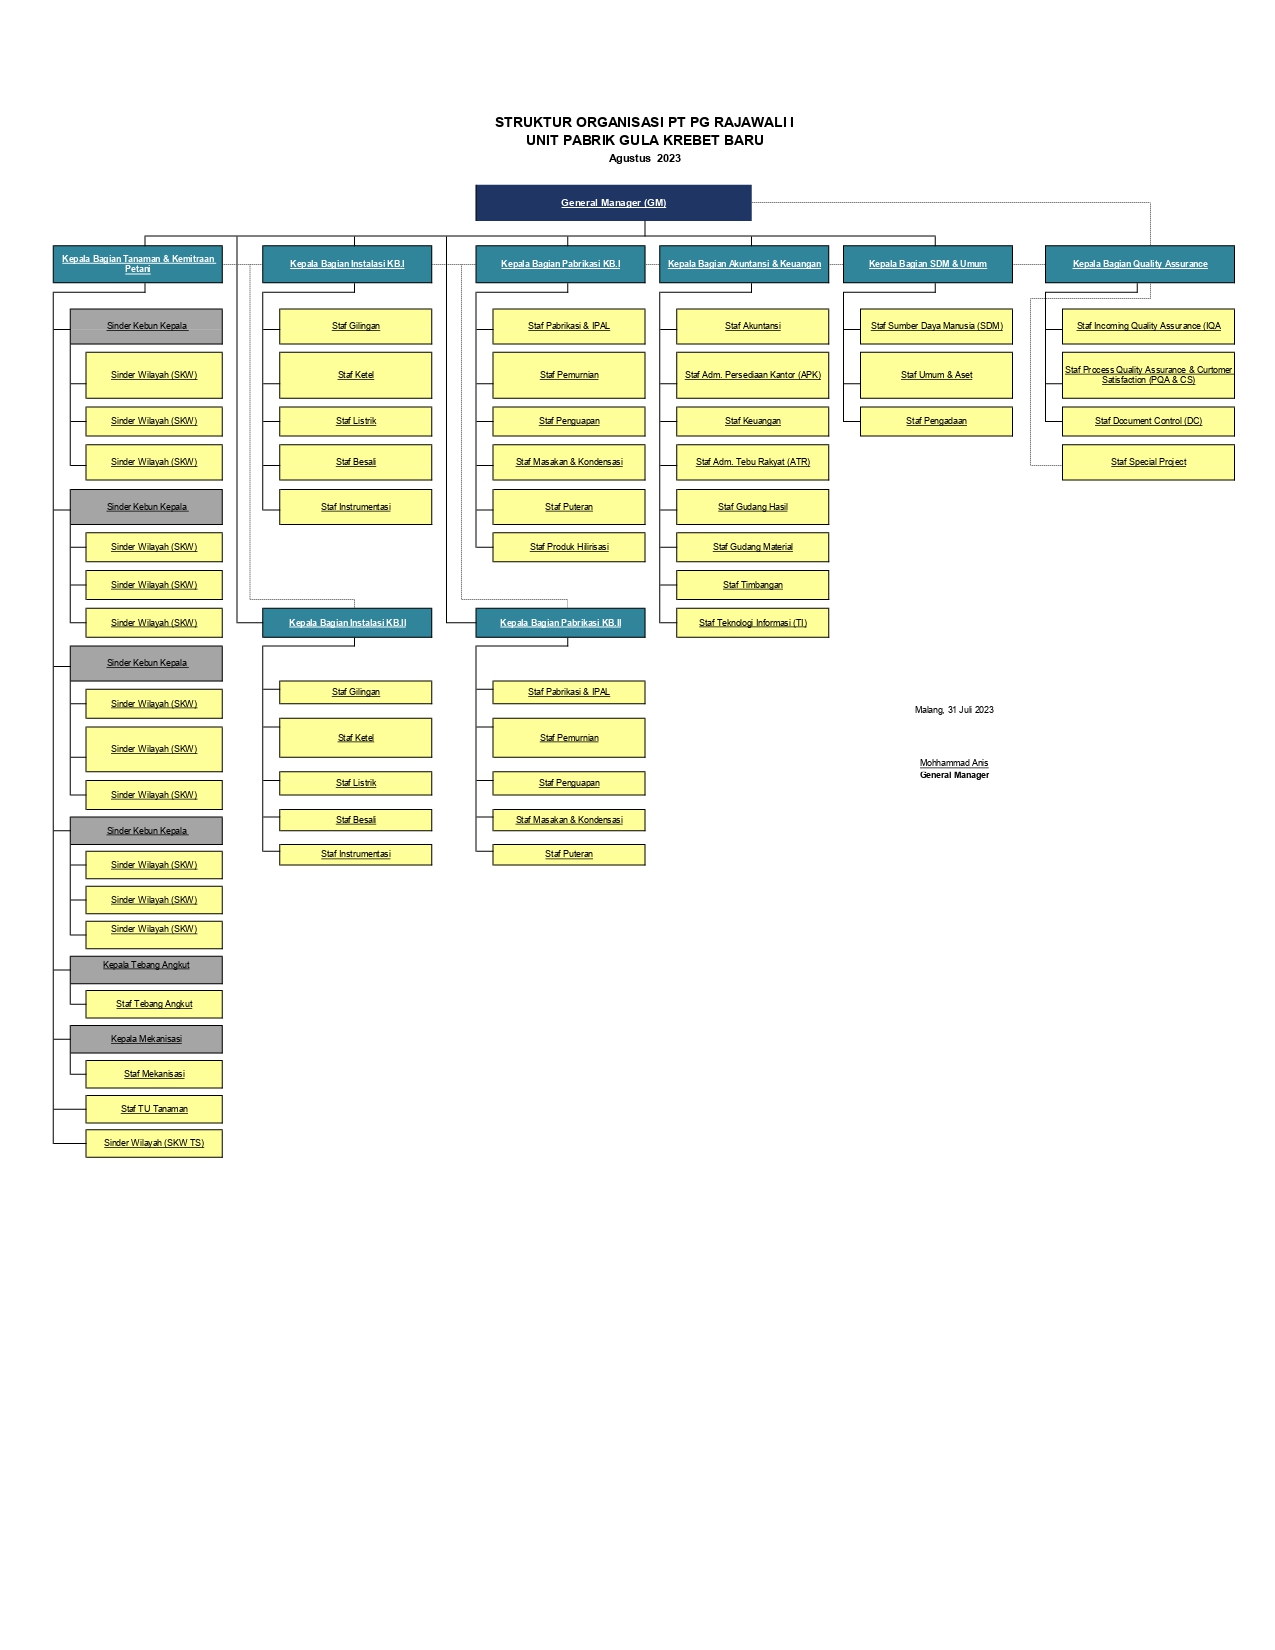 STRUKTUR ORGANISASI PT PG RAJAWALI I
UNIT PABRIK GULA KREBET BARU
Agustus 2023
General Manager (GM)
Kepala Bagian Tanaman & Kemitraan
Petani
Sinder Kebun Kepala
Sinder Wilayah (SKW)
Sinder Wilayah (SKW)
Sinder Wilayah (SKW)
Sinder Kebun Kepala
Sinder Wilayah (SKW)
Sinder Wilayah (SKW)
Sinder Wilayah (SKW)
Sinder Kebun Kepala
Sinder Wilayah (SKW)
Sinder Wilayah (SKW)
Sinder Wilayah (SKW)
Sinder Kebun Kepala
Sinder Wilayah (SKW)
Sinder Wilayah (SKW)
Sinder Wilayah (SKW)
Kepala Tebang Angkut
Staf Tebang Angkut
Kepala Mekanisasi
Staf Mekanisasi
Staf TU Tanaman
Sinder Wilayah (SKW TS)
Kepala Bagian Instalasi KB.I
Staf Gilingan
Staf Ketel
Staf Listrik
Staf Besali
Staf Instrumentasi
Kepala Bagian Instalasi KB.II
Staf Gilingan
Staf Ketel
Staf Listrik
Staf Besali
Staf Instrumentasi
Kepala Bagian Pabrikasi KB.I
Staf Pabrikasi & IPAL
Staf Pemurnian
Staf Penguapan
Staf Masakan & Kondensasi
Staf Puteran
Staf Produk Hilirisasi
Kepala Bagian Pabrikasi KB.II
Staf Pabrikasi & IPAL
Staf Pemurnian
Staf Penguapan
Staf Masakan & Kondensasi
Staf Puteran
Kepala Bagian Akuntansi & Keuangan
Staf Akuntansi
Staf Adm. Persediaan Kantor (APK)
Staf Keuangan
Staf Adm. Tebu Rakyat (ATR)
Staf Gudang Hasil
Staf Gudang Material
Staf Timbangan
Staf Teknologi Informasi (TI)
Kepala Bagian SDM & Umum
Staf Sumber Daya Manusia (SDM)
Staf Umum & Aset
Staf Pengadaan
Kepala Bagian Quality Assurance
Staf Incoming Quality Assurance (IQA
Staf Process Quality Assurance & Curtomer
Satisfaction (PQA & CS)
Staf Document Control (DC)
Staf Special Project
Malang, 31 Juli 2023
Mohhammad Anis
General Manager